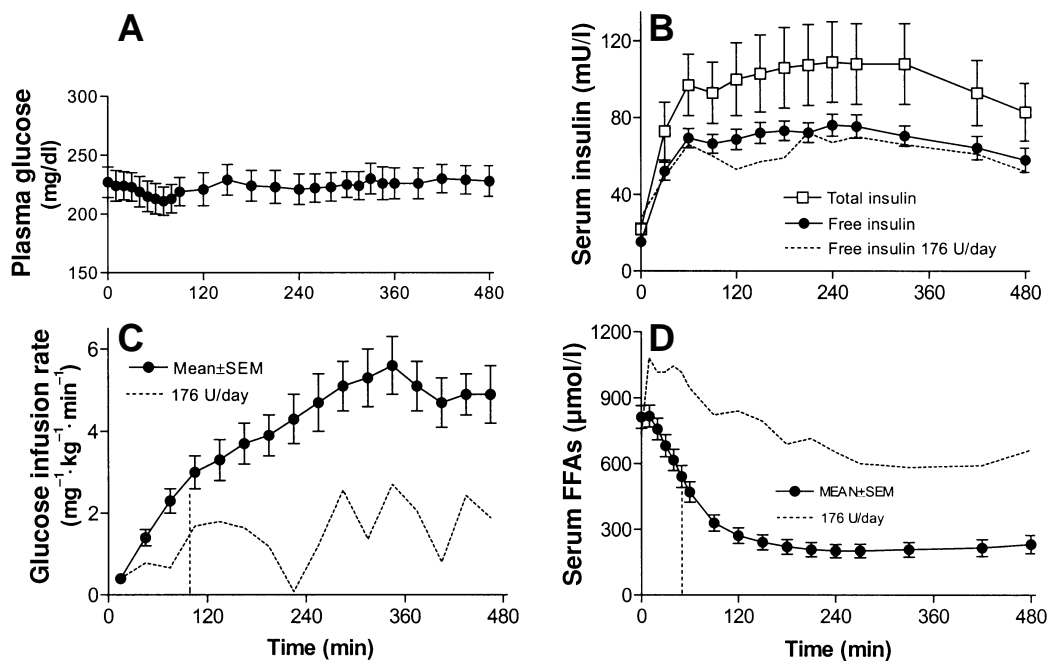 A
Plasma glucose
(mg/dl)
300
250
200
150
0
120
240
360
480
B
Serum insulin (mU/l)
120
80
40
0
Total insulin
Free insulin
Free insulin 176 U/day
0
120
240
360
480
C
Glucose infusion rate
(mg⁻¹·kg⁻¹·min⁻¹)
6
4
2
0
Mean±SEM
176 U/day
0
120
240
360
480
Time (min)
D
Serum FFAs (µmol/l)
1200
900
600
300
0
MEAN±SEM
176 U/day
0
120
240
360
480
Time (min)